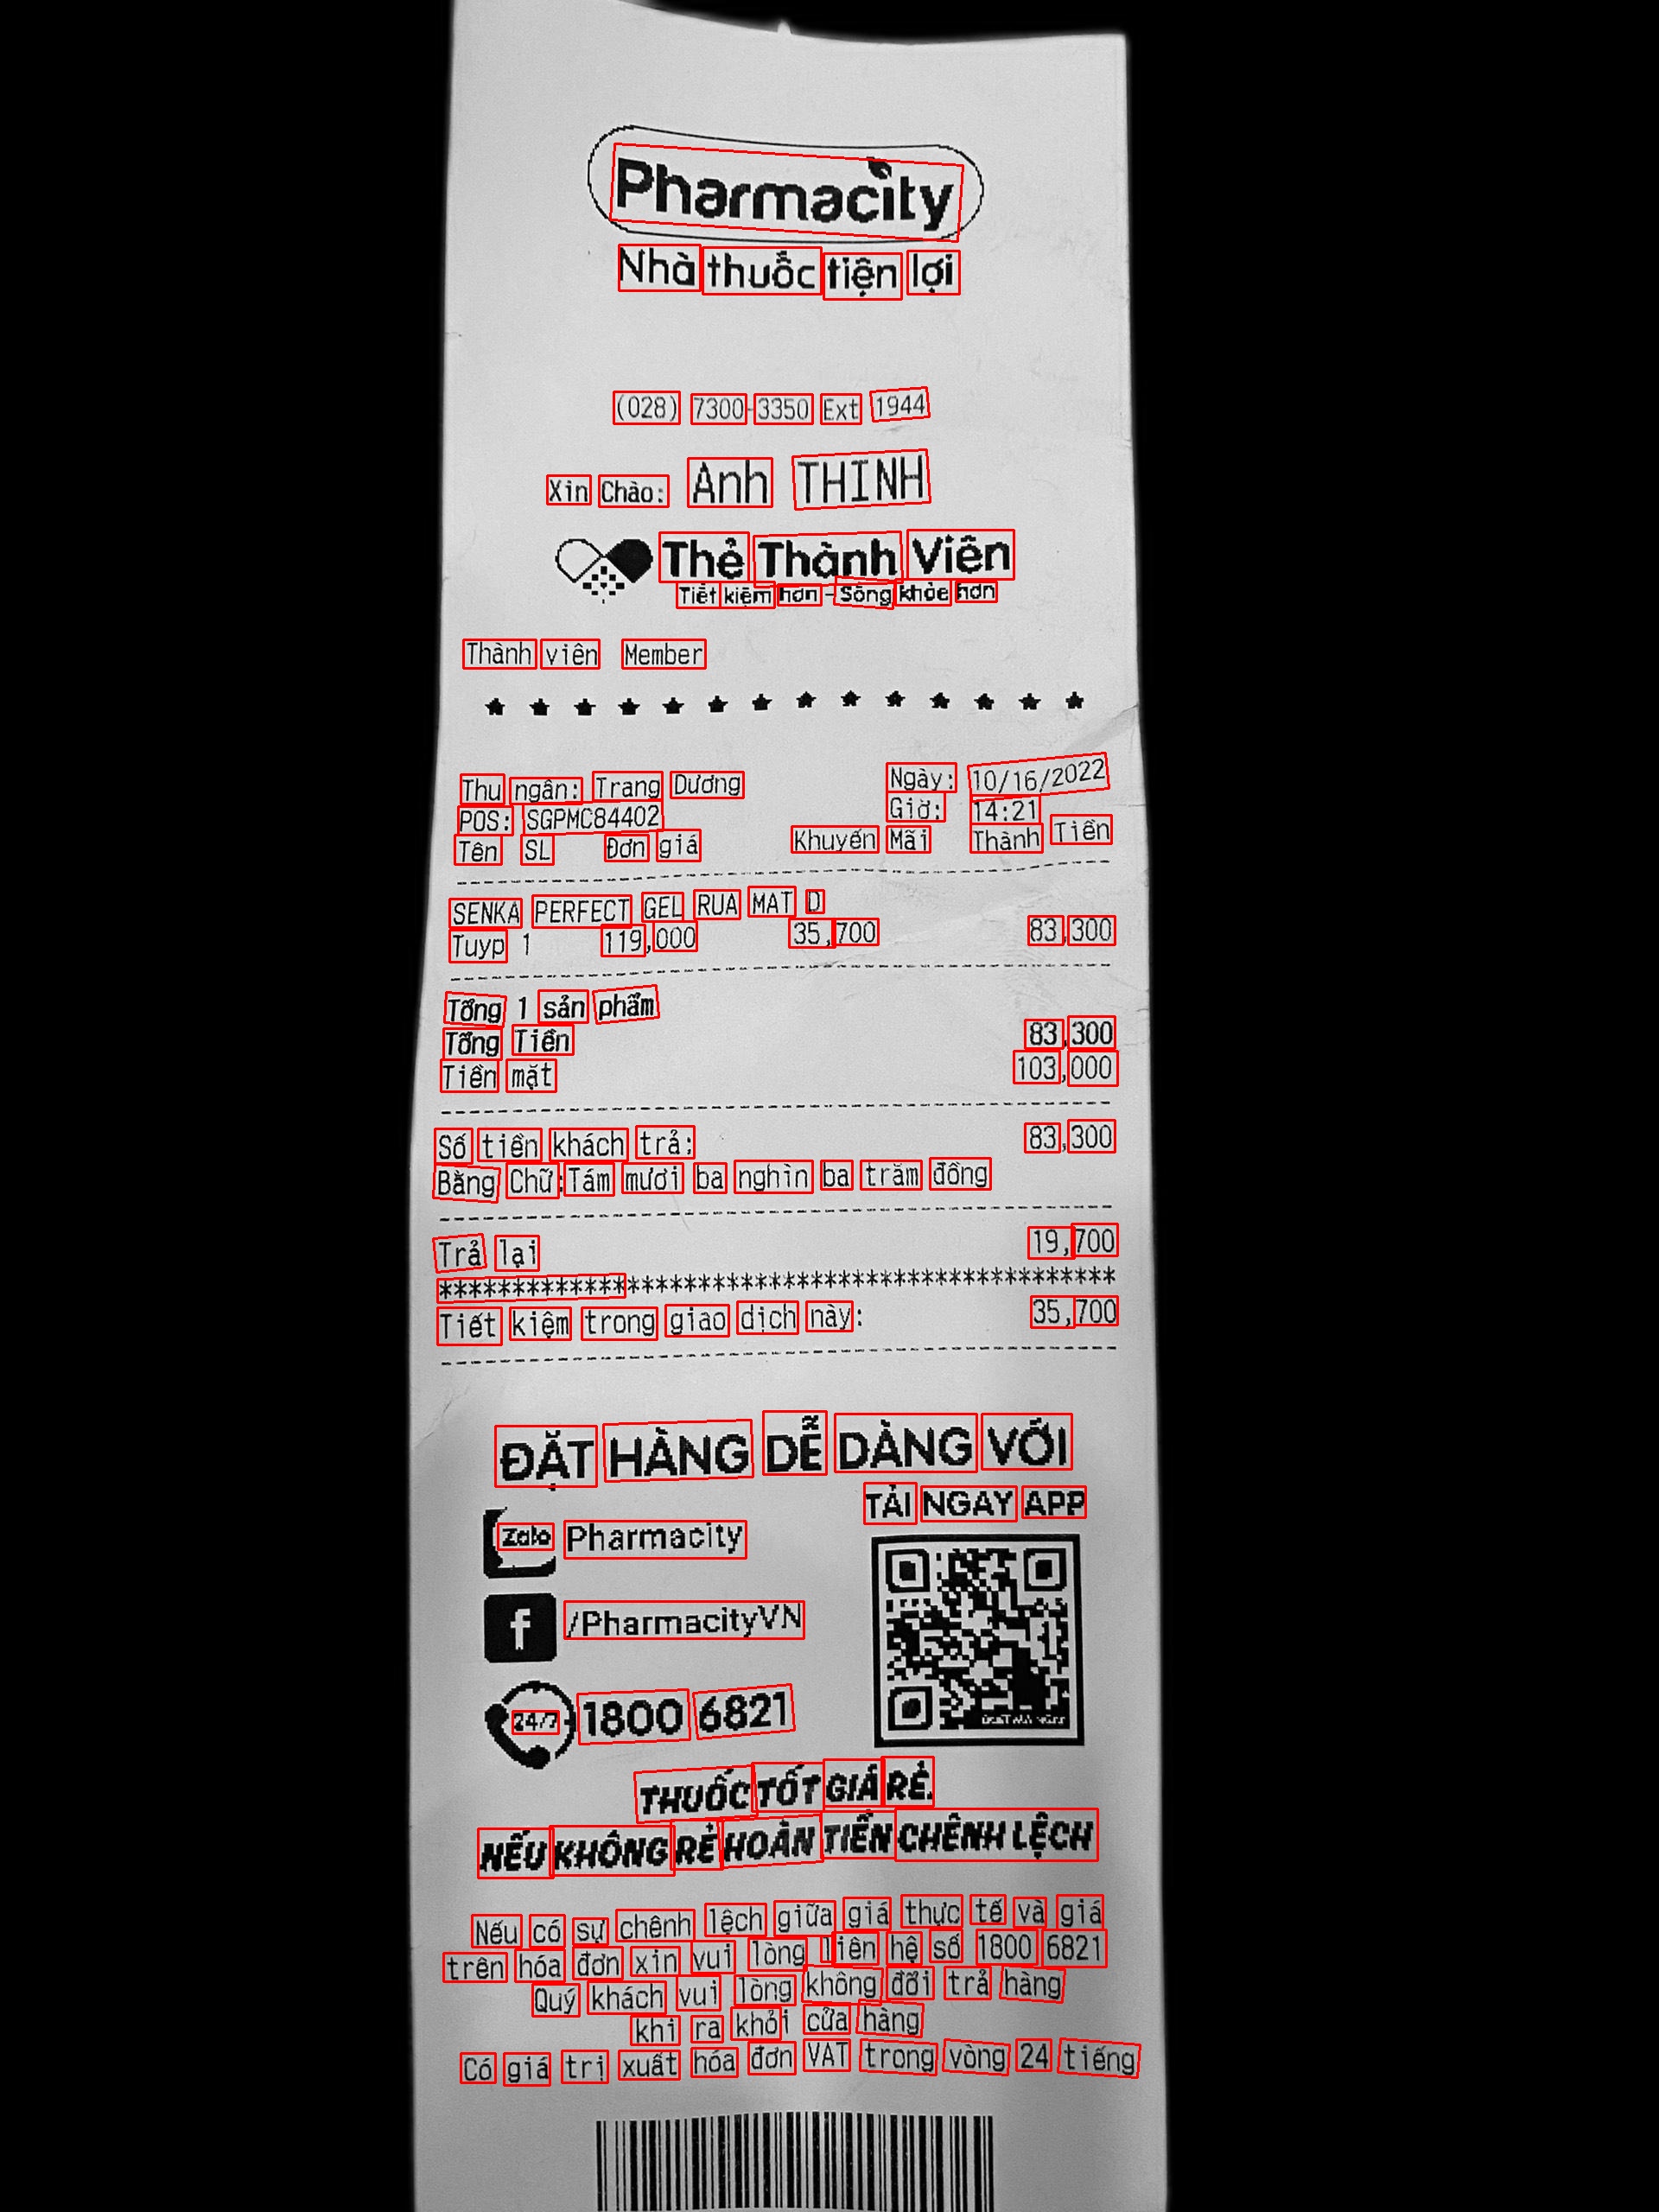 Pharmacity
Nhà thuốc tiện lợi
(028) 7300-3350 Ext 1944
Xin Chào: Anh THINH
Thẻ Thành Viên
Tiết kiệm hơn - Sống khỏe hơn
Thành viên Member
* * * * * * * * * * * * * *
Thu ngân: Trang Dương Ngày: 10/16/2022
POS: SGPMC84402 Giờ: 14:21
Tên SL Đơn giá Khuyến Mãi Thành Tiền
SENKA PERFECT GEL RUA MAT D
Tuyp 1 119,000 35,700 83,300
Tổng 1 sản phẩm
Tổng Tiền 83,300
Tiền mặt 103,000
Số tiền khách trả: 83,300
Bằng Chữ:Tám mươi ba nghìn ba trăm đồng
Trả lại 19,700
************************************************
Tiết kiệm trong giao dịch này: 35,700
ĐẶT HÀNG DỄ DÀNG VỚI
TẢI NGAY APP
Zalo Pharmacity
f /PharmacityVN
24/7 1800 6821
THUỐC TỐT GIÁ RẺ.
NẾU KHÔNG RẺ HOÀN TIỀN CHÊNH LỆCH
Nếu có sự chênh lệch giữa giá thực tế và giá
trên hóa đơn xin vui lòng liên hệ số 1800 6821
Quý khách vui lòng không đổi trả hàng
khi ra khỏi cửa hàng
Có giá trị xuất hóa đơn VAT trong vòng 24 tiếng